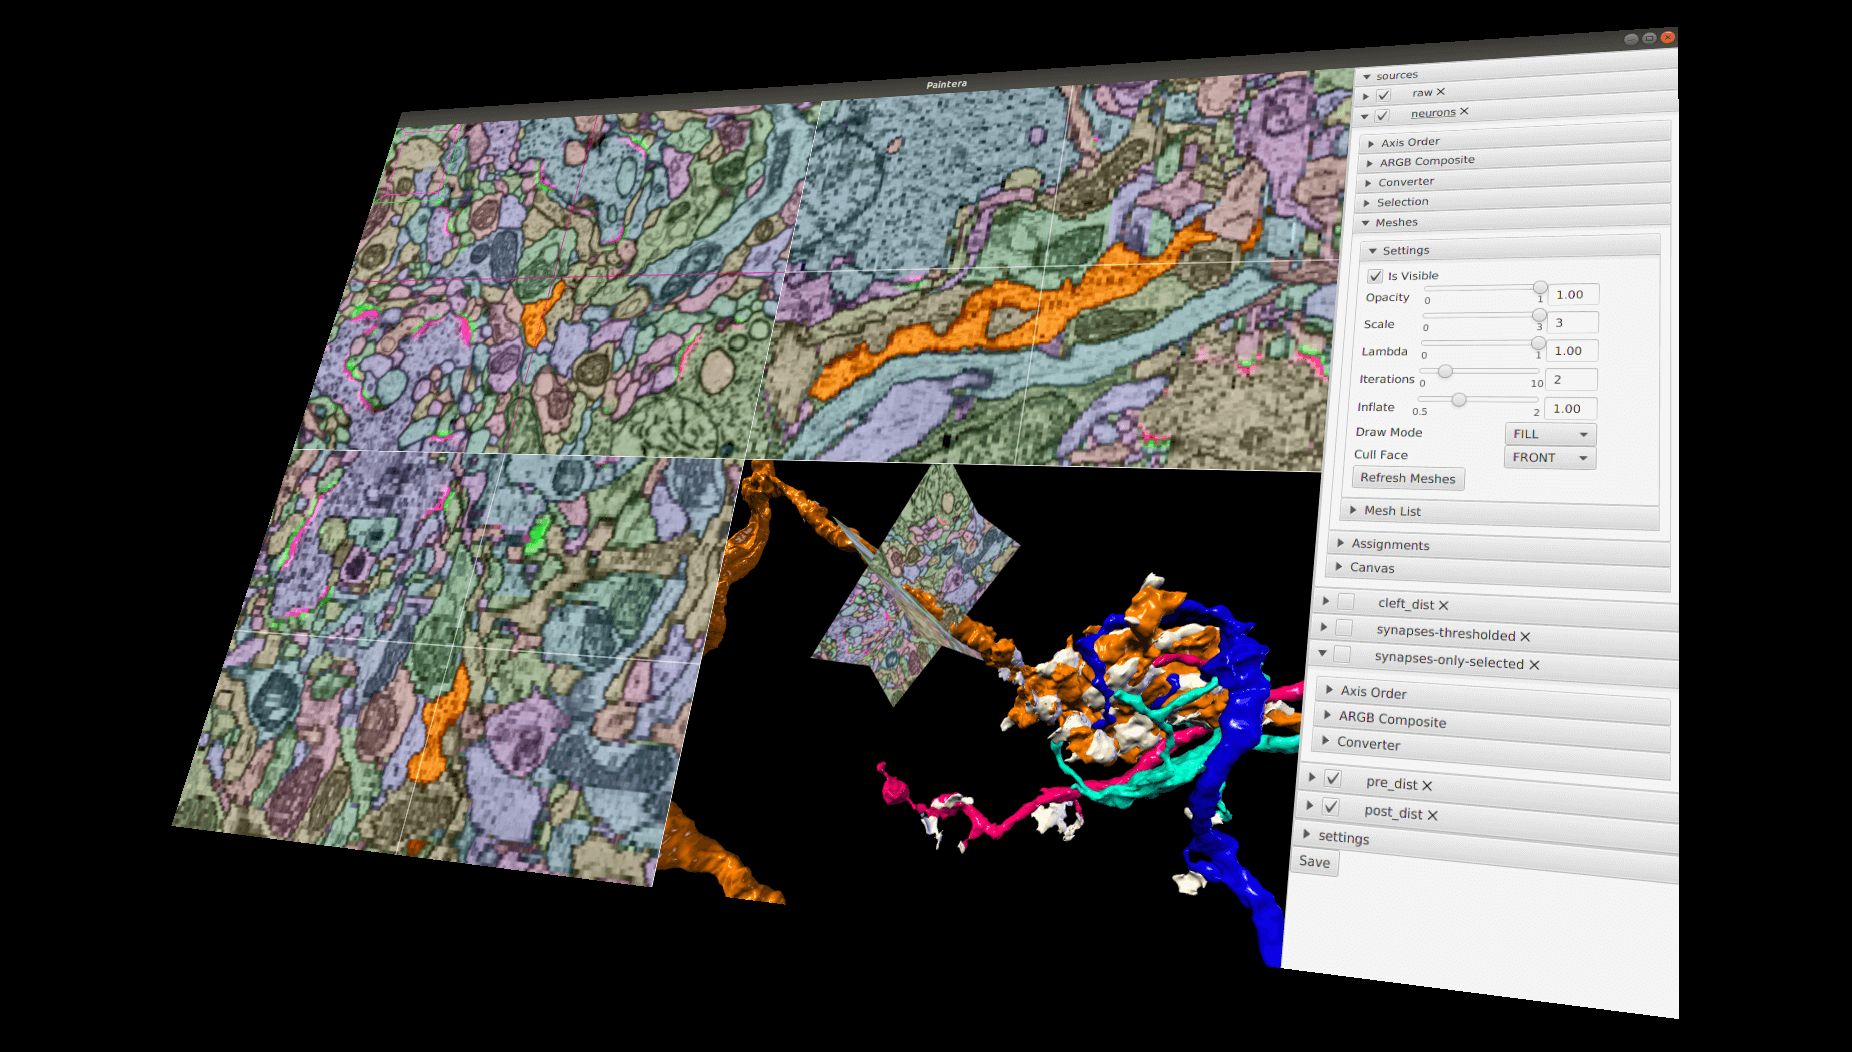 Paintera
sources
raw ×
neurons ×
Axis Order
ARGB Composite
Converter
Selection
Meshes
Settings
Is Visible
Opacity 0 1 1.00
Scale 0 3 3
Lambda 0 1 1.00
Iterations 0 10 2
Inflate 0.5 2 1.00
Draw Mode FILL
Cull Face FRONT
Refresh Meshes
Mesh List
Assignments
Canvas
cleft_dist ×
synapses-thresholded ×
synapses-only-selected ×
Axis Order
ARGB Composite
Converter
pre_dist ×
post_dist ×
settings
Save